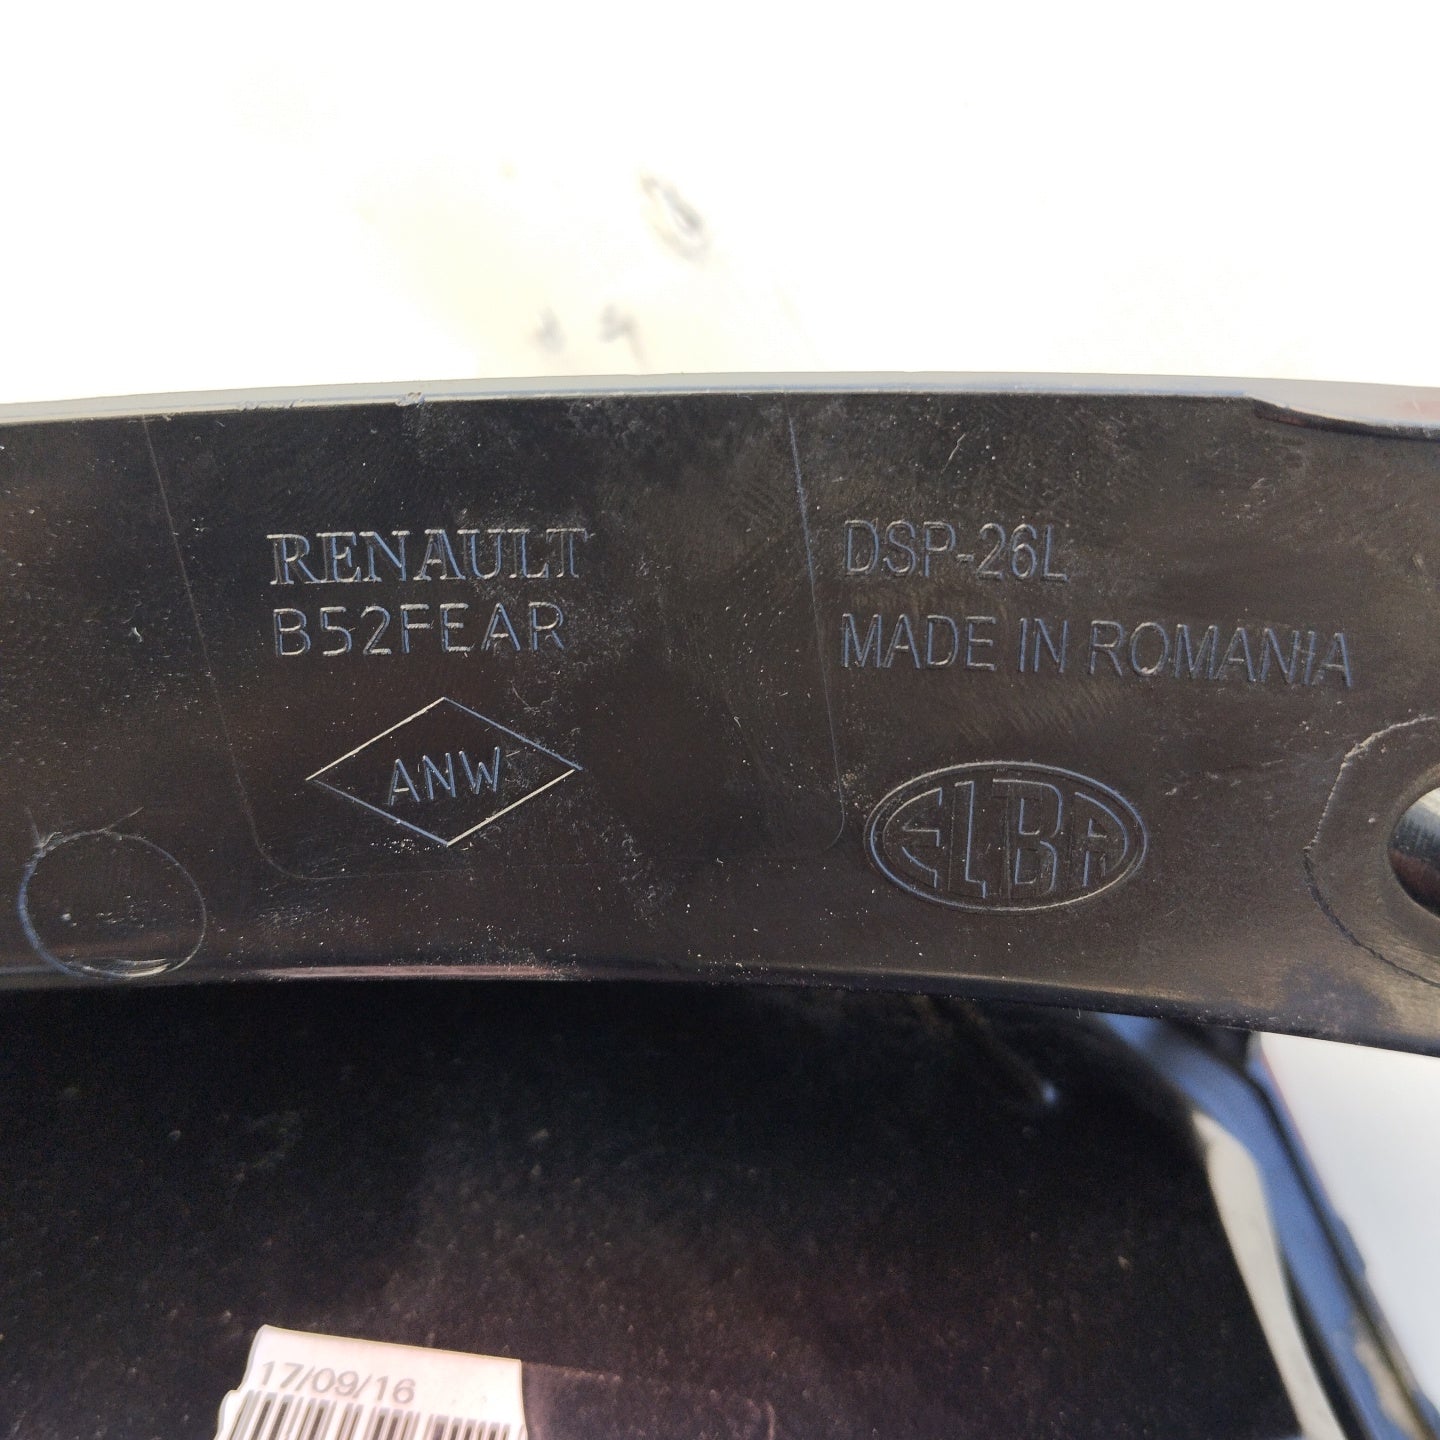 RENAULT
B52FEAR
ANW
DSP-26L
MADE IN ROMANIA
ELBA
17/09/16